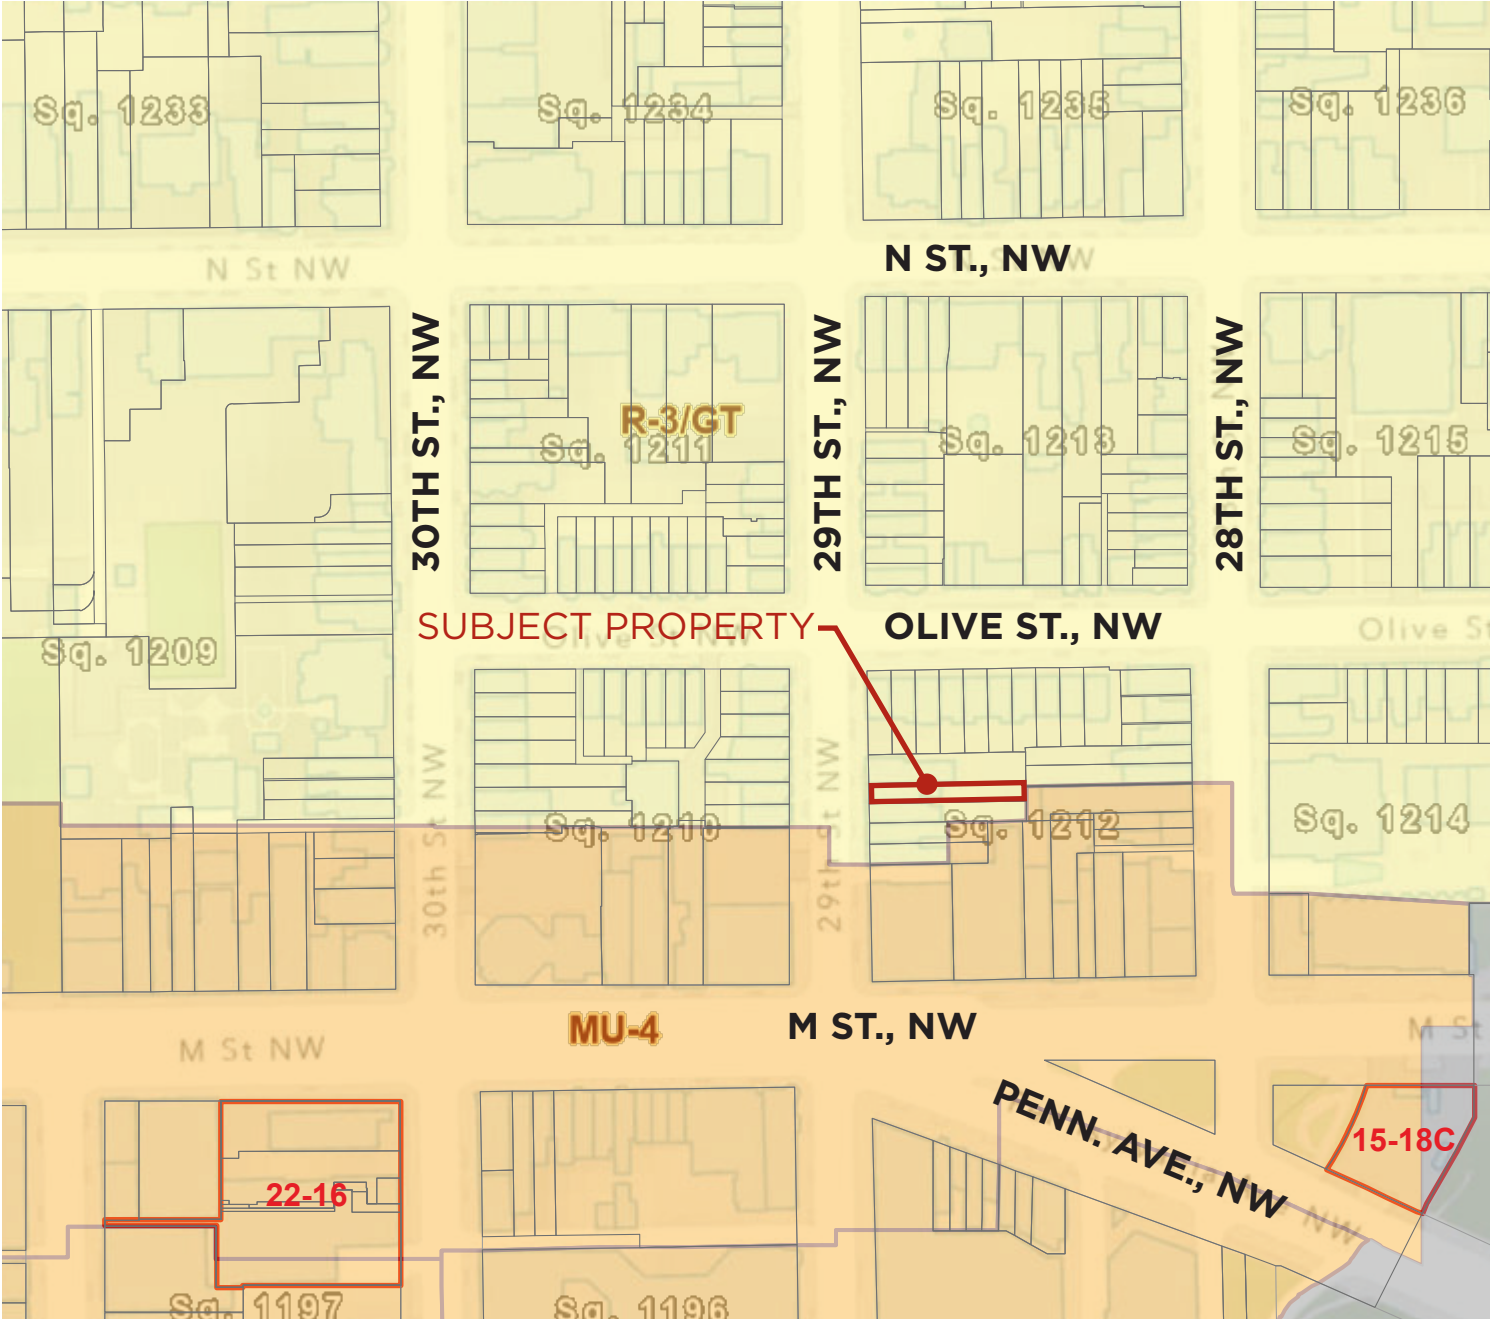 Sq. 1233
Sq. 1234
Sq. 1235
Sq. 1236
N St NW
N ST., NW
30TH ST., NW
29TH ST., NW
28TH ST., NW
R-3/GT
Sq. 1211
Sq. 1213
Sq. 1215
SUBJECT PROPERTY
Olive St NW
OLIVE ST., NW
Olive St
Sq. 1209
30th St NW
29th St NW
Sq. 1210
Sq. 1212
Sq. 1214
MU-4
M ST., NW
M St NW
M St
PENN. AVE., NW
NW
15-18C
22-16
Sq. 1197
Sq. 1196